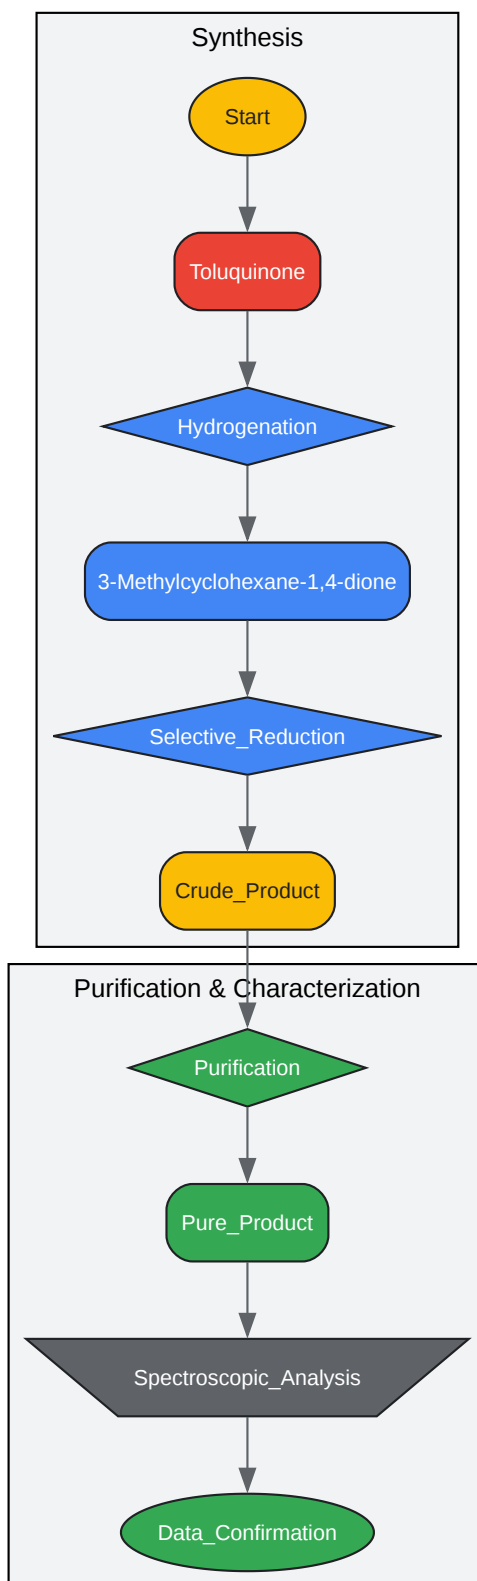 Synthesis
Start
Toluquinone
Hydrogenation
3-Methylcyclohexane-1,4-dione
Selective_Reduction
Crude_Product
Purification & Characterization
Purification
Pure_Product
Spectroscopic_Analysis
Data_Confirmation